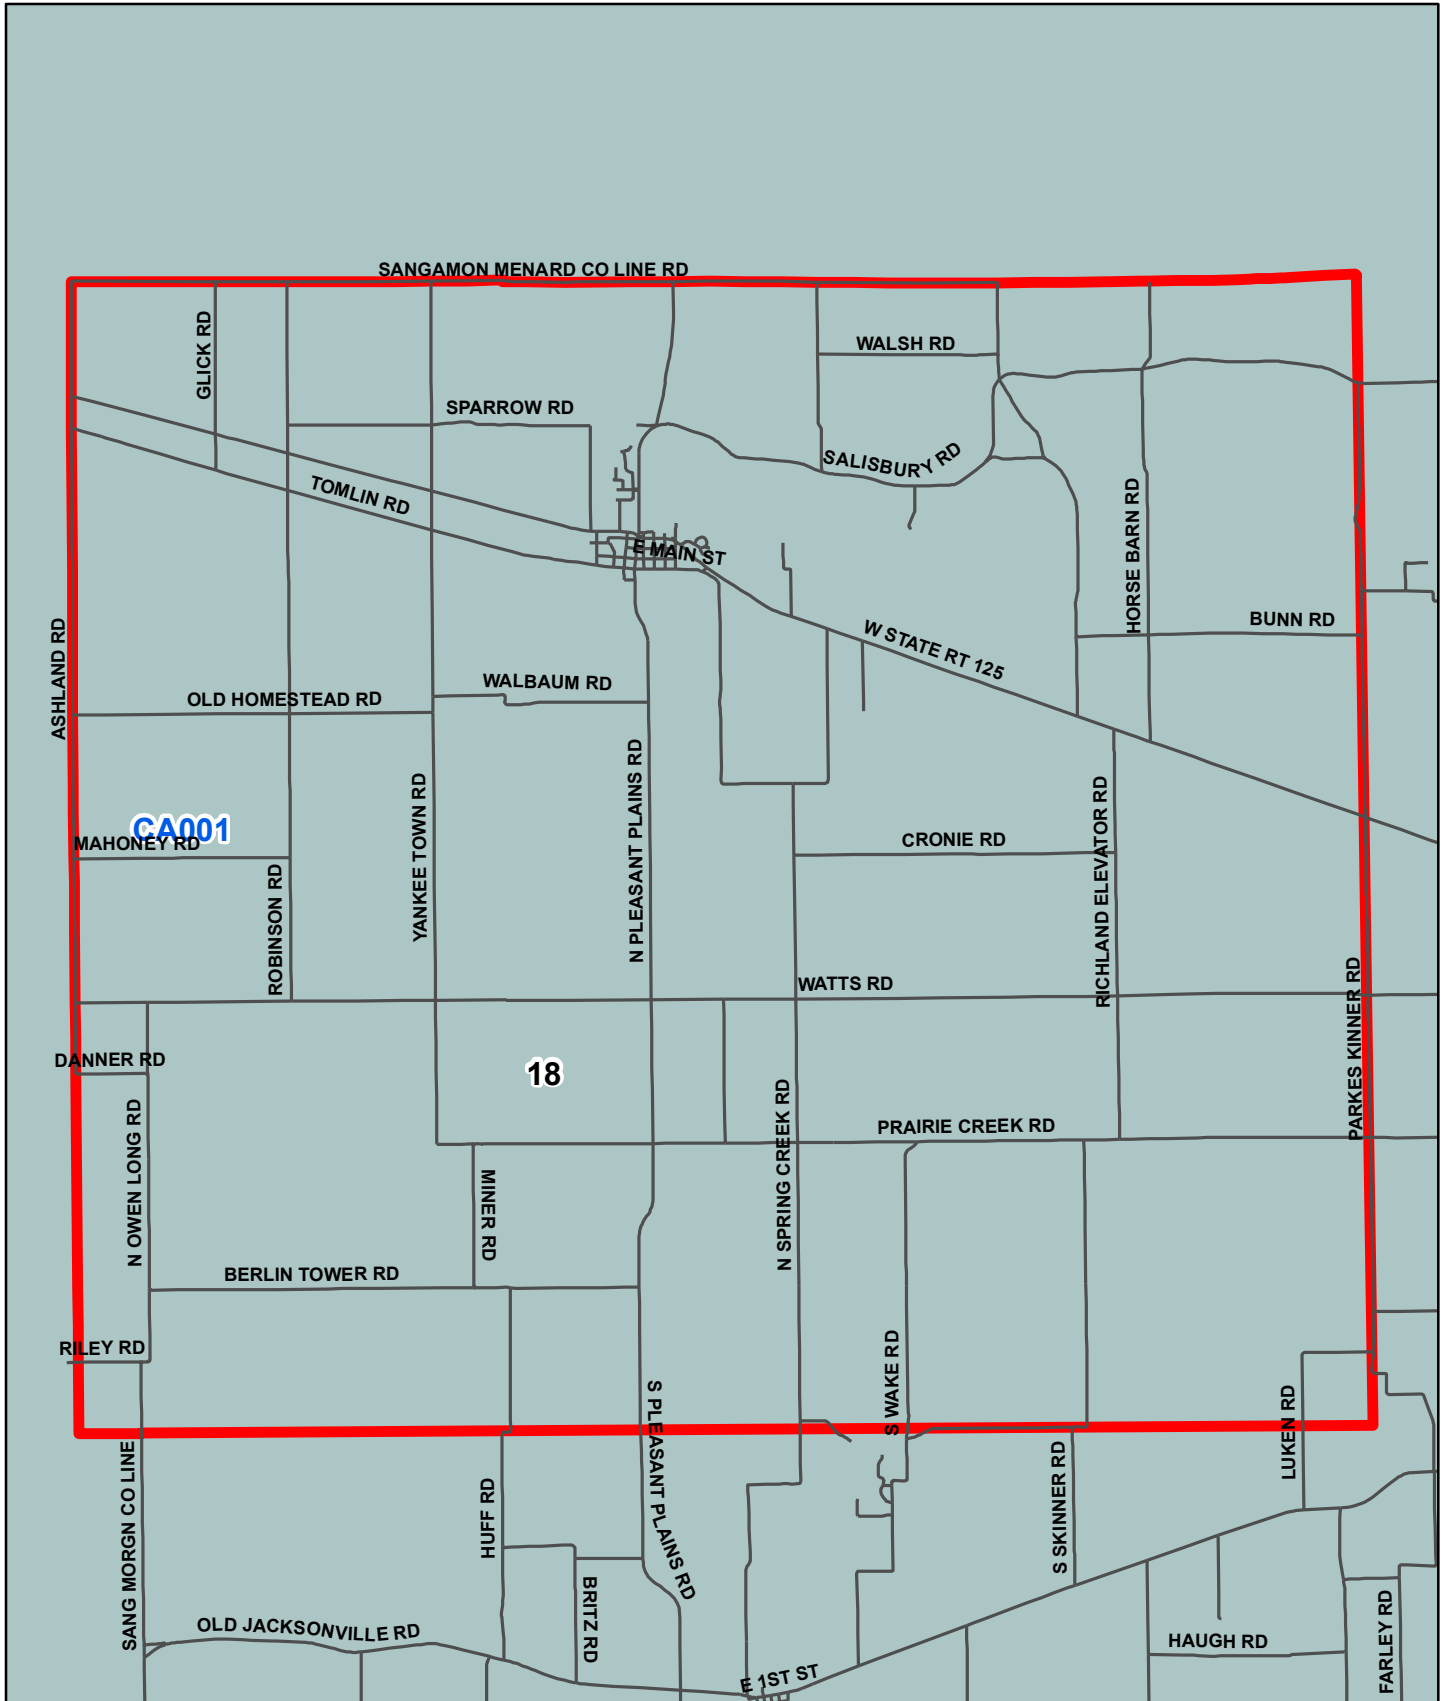 SANGAMON MENARD CO LINE RD
GLICK RD
WALSH RD
SPARROW RD
SALISBURY RD
TOMLIN RD
HORSE BARN RD
E MAIN ST
BUNN RD
W STATE RT 125
ASHLAND RD
WALBAUM RD
OLD HOMESTEAD RD
N PLEASANT PLAINS RD
YANKEE TOWN RD
RICHLAND ELEVATOR RD
CA001
MAHONEY RD
CRONIE RD
ROBINSON RD
WATTS RD
PARKES KINNER RD
DANNER RD
18
N OWEN LONG RD
N SPRING CREEK RD
PRAIRIE CREEK RD
MINER RD
BERLIN TOWER RD
RILEY RD
S WAKE RD
S PLEASANT PLAINS RD
LUKEN RD
SANG MORGN CO LINE
HUFF RD
S SKINNER RD
BRITZ RD
OLD JACKSONVILLE RD
HAUGH RD
FARLEY RD
E 1ST ST